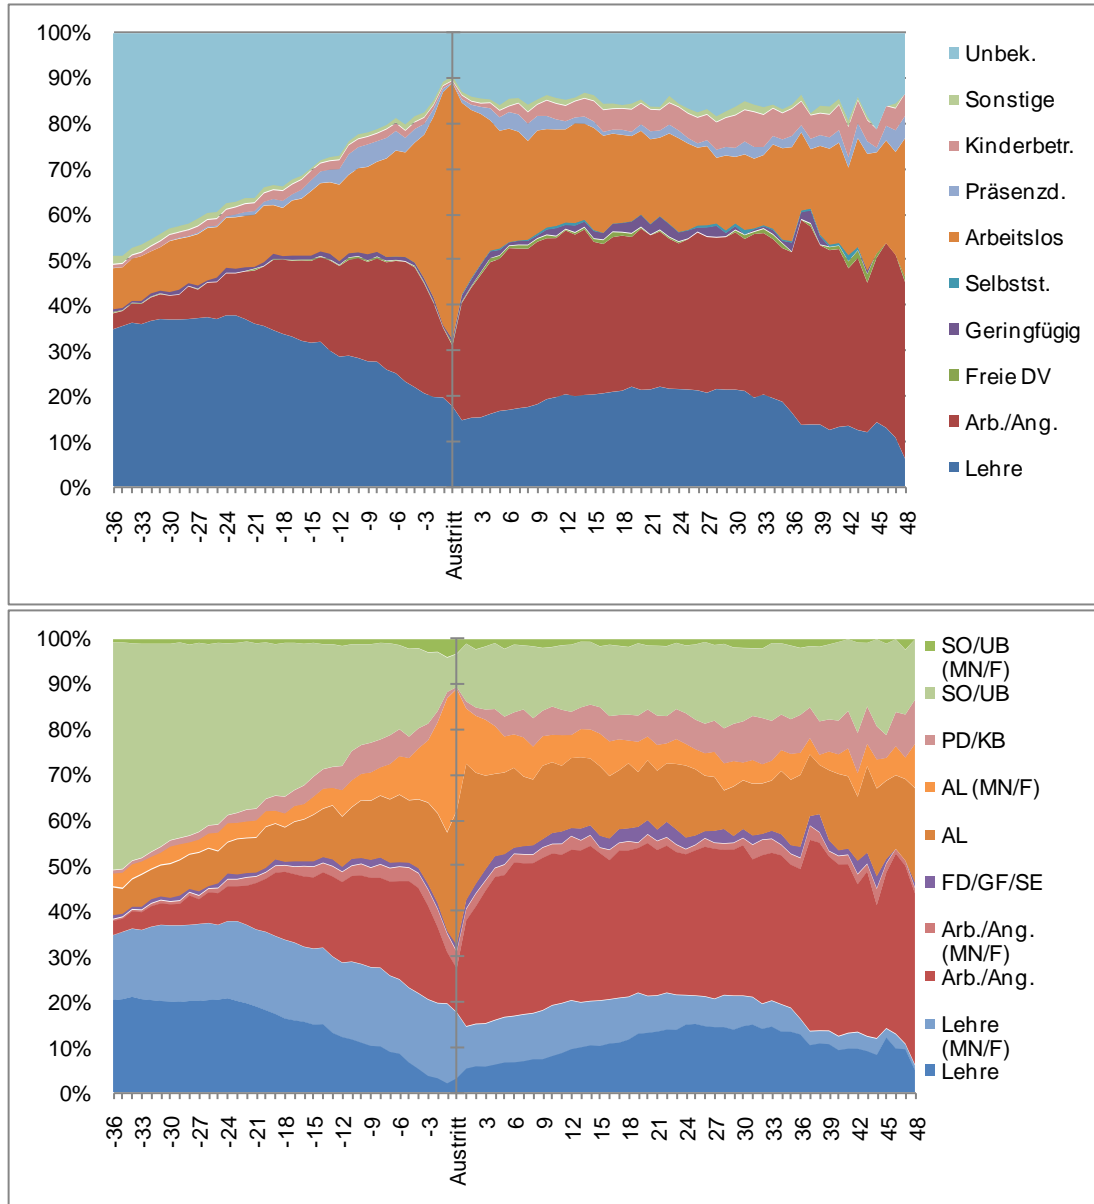 100%
90%
80%
70%
60%
50%
40%
30%
20%
10%
0%
-36 -33 -30 -27 -24 -21 -18 -15 -12 -9 -6 -3 Austritt 3 6 9 12 15 18 21 24 27 30 33 36 39 42 45 48
Unbek.
Sonstige
Kinderbetr.
Präsenzd.
Arbeitslos
Selbstst.
Geringfügig
Freie DV
Arb./Ang.
Lehre
100%
90%
80%
70%
60%
50%
40%
30%
20%
10%
0%
-36 -33 -30 -27 -24 -21 -18 -15 -12 -9 -6 -3 Austritt 3 6 9 12 15 18 21 24 27 30 33 36 39 42 45 48
SO/UB
(MN/F)
SO/UB
PD/KB
AL (MN/F)
AL
FD/GF/SE
Arb./Ang.
(MN/F)
Arb./Ang.
Lehre
(MN/F)
Lehre